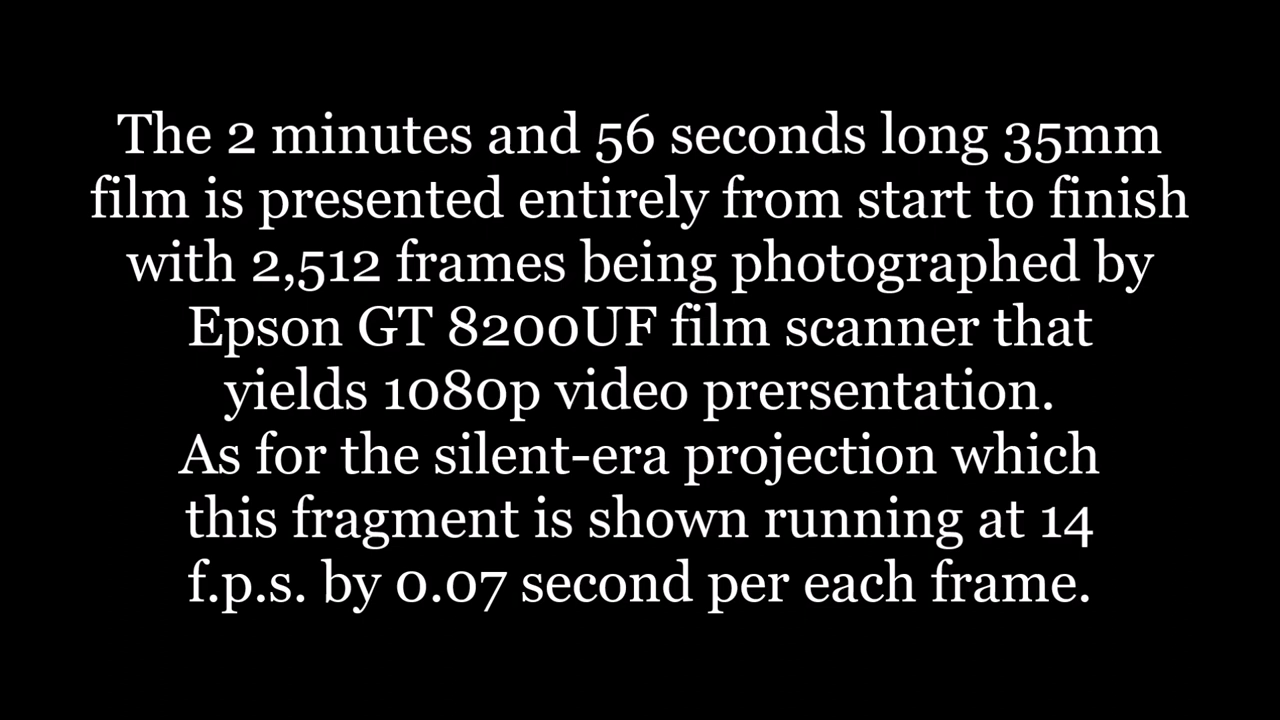 The 2 minutes and 56 seconds long 35mm
film is presented entirely from start to finish
with 2,512 frames being photographed by
Epson GT 8200UF film scanner that
yields 1080p video prersentation.
As for the silent-era projection which
this fragment is shown running at 14
f.p.s. by 0.07 second per each frame.